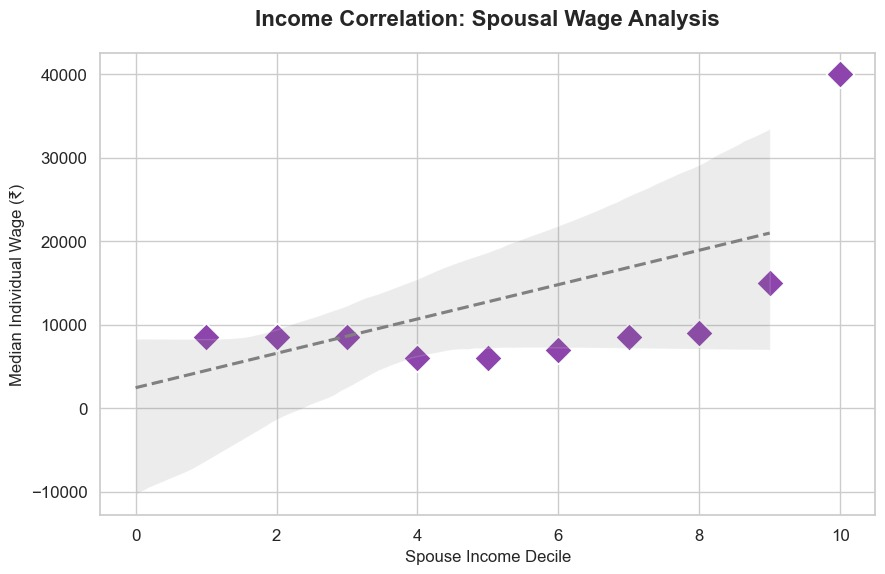 Income Correlation: Spousal Wage Analysis
Median Individual Wage (₹)
40000
30000
20000
10000
0
−10000
0 2 4 6 8 10
Spouse Income Decile